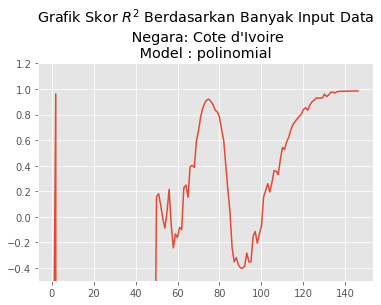 Grafik Skor R² Berdasarkan Banyak Input Data
Negara: Cote d'Ivoire
Model : polinomial
1.2
1.0
0.8
0.6
0.4
0.2
0.0
−0.2
−0.4
0 20 40 60 80 100 120 140